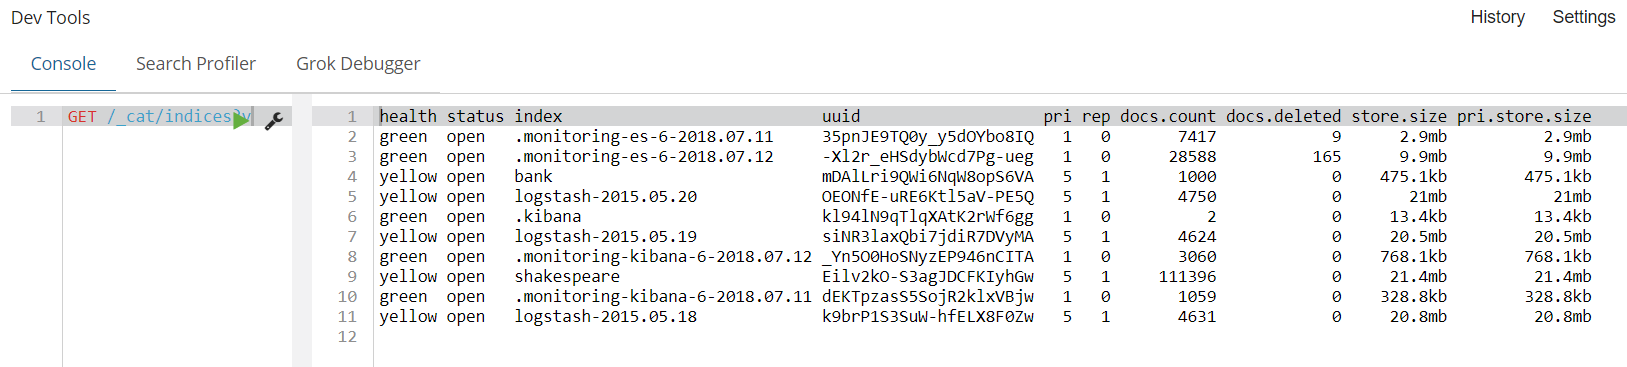 Dev Tools
History Settings
Console Search Profiler Grok Debugger
1 GET /_cat/indices?v
1 health status index uuid pri rep docs.count docs.deleted store.size pri.store.size
2 green open .monitoring-es-6-2018.07.11 35pnJE9TQ0y_y5dOYbo8IQ 1 0 7417 9 2.9mb 2.9mb
3 green open .monitoring-es-6-2018.07.12 -Xl2r_eHSdybWcd7Pg-ueg 1 0 28588 165 9.9mb 9.9mb
4 yellow open bank mDAlLri9QWi6NqW8opS6VA 5 1 1000 0 475.1kb 475.1kb
5 yellow open logstash-2015.05.20 OEONfE-uRE6Ktl5aV-PE5Q 5 1 4750 0 21mb 21mb
6 green open .kibana kl94lN9qTlqXAtK2rWf6gg 1 0 2 0 13.4kb 13.4kb
7 yellow open logstash-2015.05.19 siNR3laxQbi7jdiR7DVyMA 5 1 4624 0 20.5mb 20.5mb
8 green open .monitoring-kibana-6-2018.07.12 _Yn5O0HoSNyzEP946nCITA 1 0 3060 0 768.1kb 768.1kb
9 yellow open shakespeare Eilv2kO-S3agJDCFKIyhGw 5 1 111396 0 21.4mb 21.4mb
10 green open .monitoring-kibana-6-2018.07.11 dEKTpzasS5SojR2klxVBjw 1 0 1059 0 328.8kb 328.8kb
11 yellow open logstash-2015.05.18 k9brP1S3SuW-hfELX8F0Zw 5 1 4631 0 20.8mb 20.8mb
12